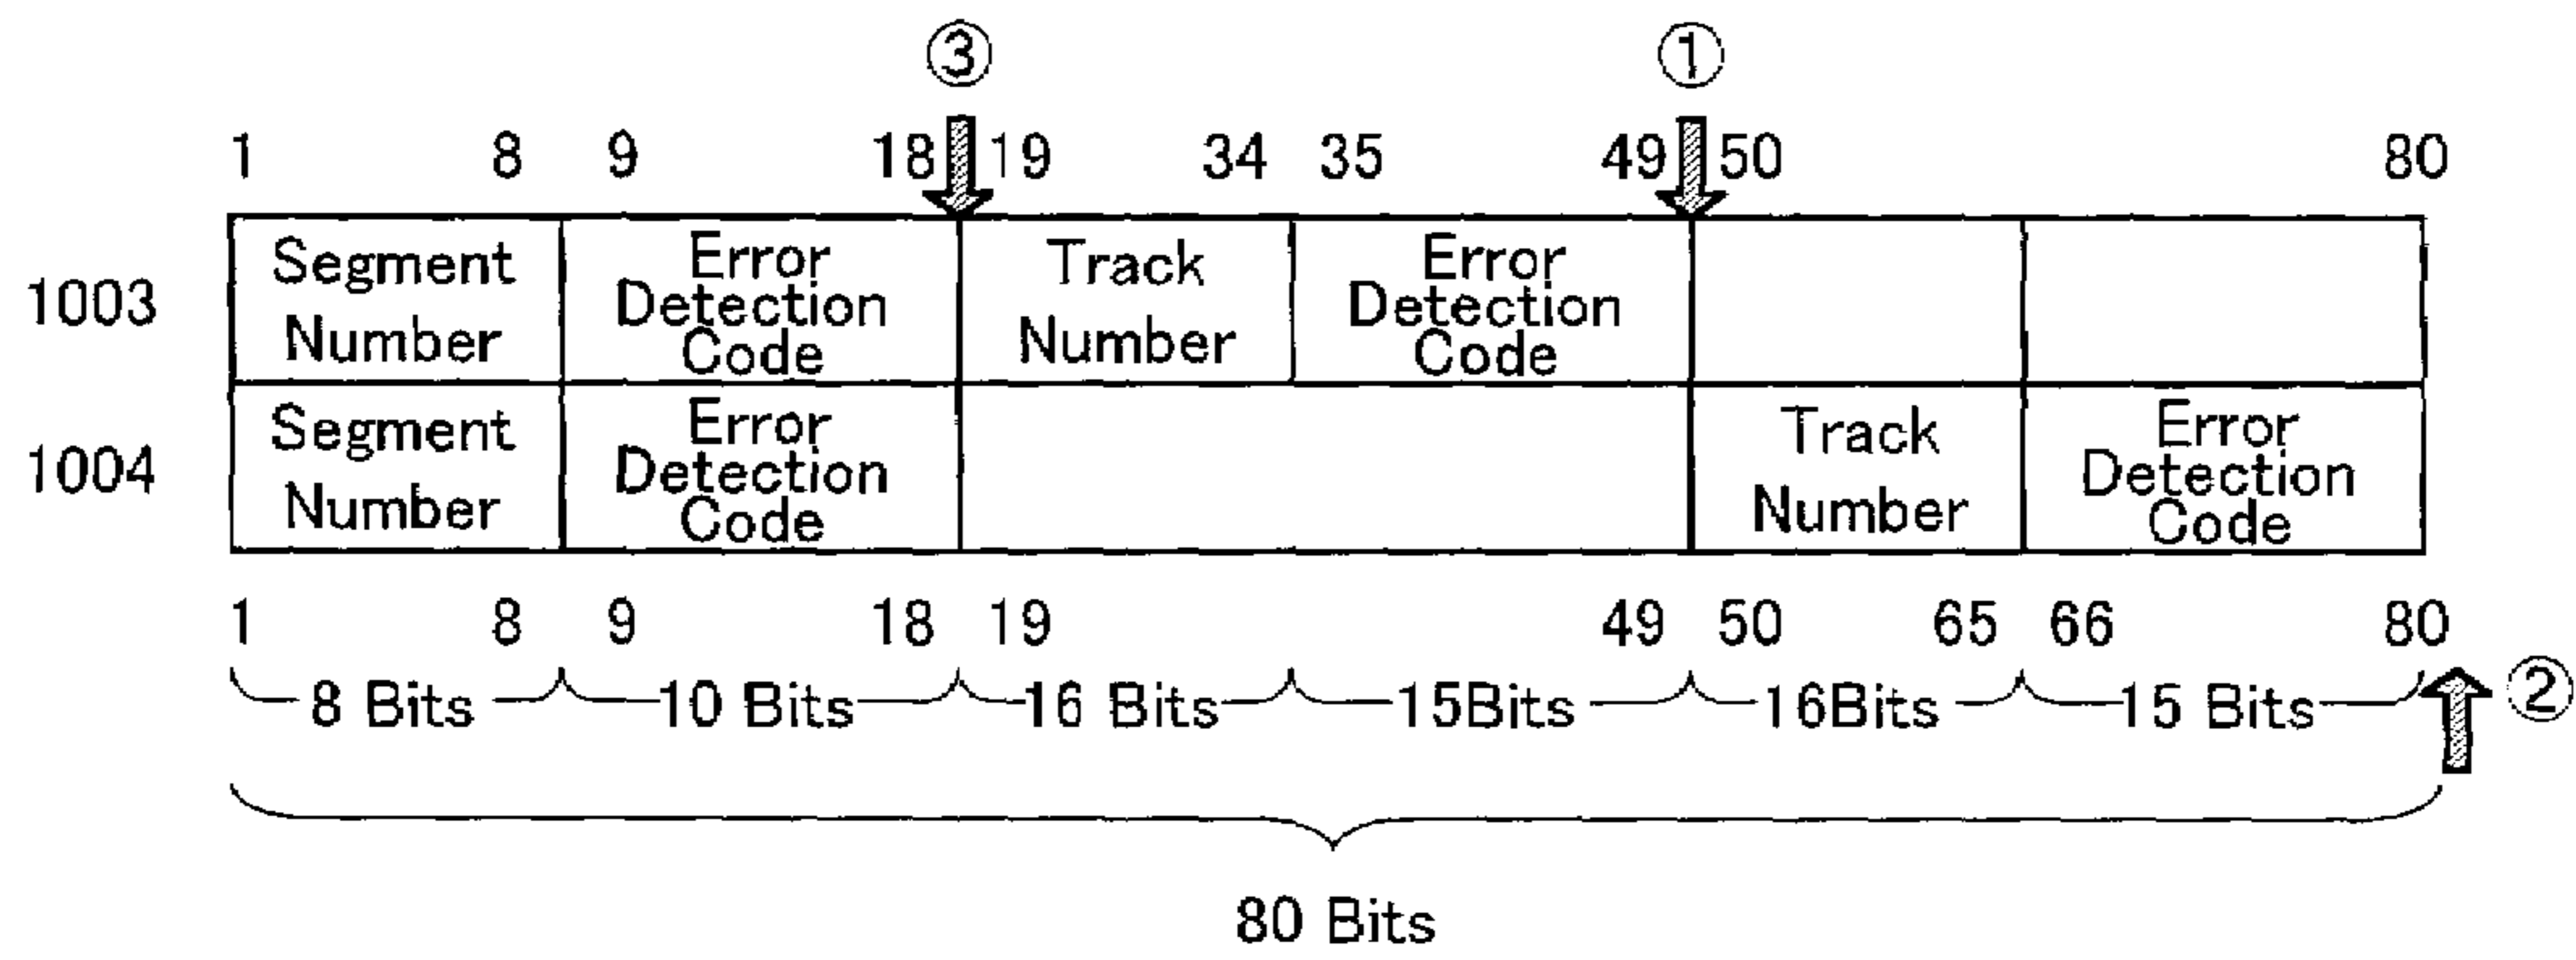 ③ ①
1 8 9 18 19 34 35 49 50 80
1003
Segment
Number
Error
Detection
Code
Track
Number
Error
Detection
Code
1004
Segment
Number
Error
Detection
Code
Track
Number
Error
Detection
Code
1 8 9 18 19 49 50 65 66 80
8 Bits 10 Bits 16 Bits 15Bits 16Bits 15 Bits ②
80 Bits